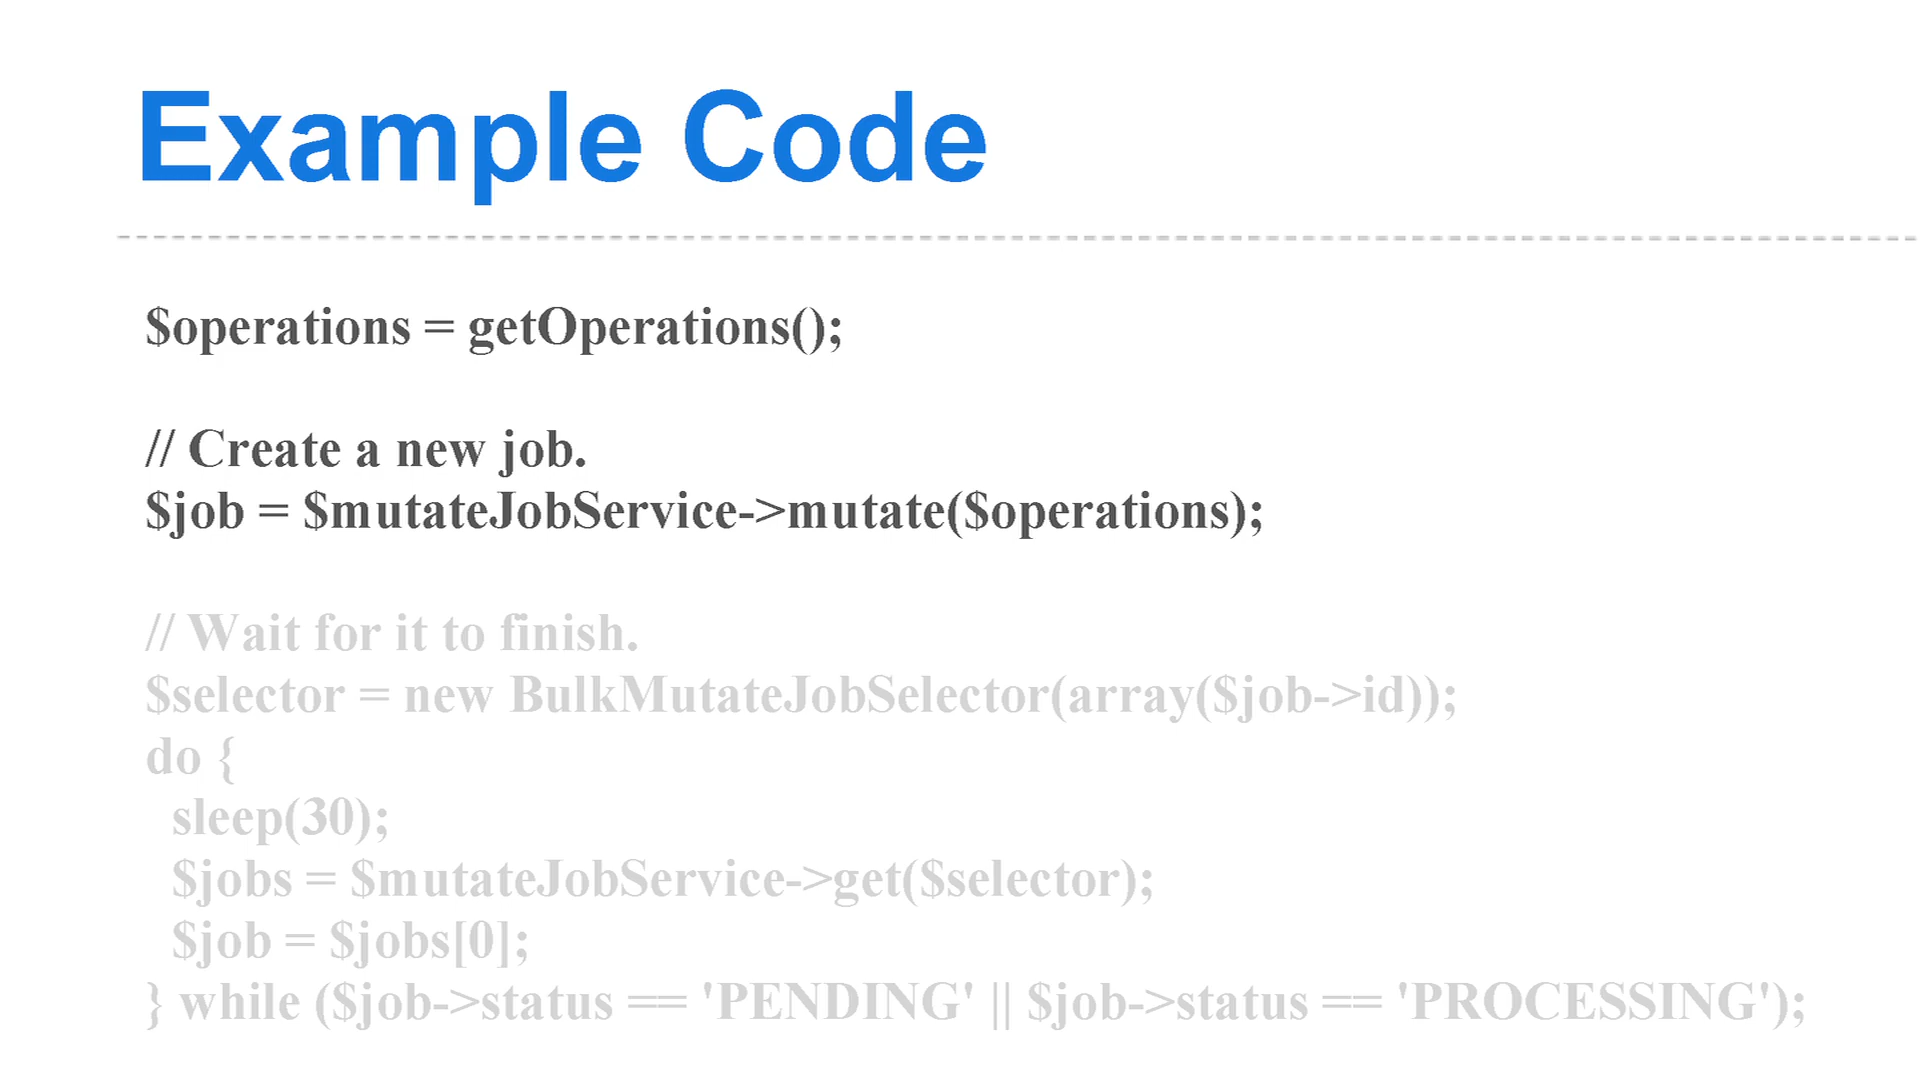 Example Code
$operations = getOperations();
// Create a new job.
$job = $mutateJobService->mutate($operations);
// Wait for it to finish.
$selector = new BulkMutateJobSelector(array($job->id));
do {
sleep(30);
$jobs = $mutateJobService->get($selector);
$job = $jobs[0];
} while ($job->status == 'PENDING' || $job->status == 'PROCESSING');